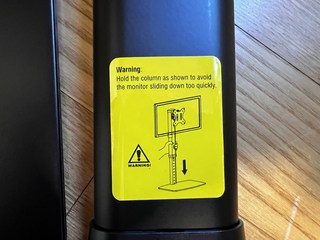 Warning:
Hold the column as shown to avoid
the monitor sliding down too quickly.
WARNING!